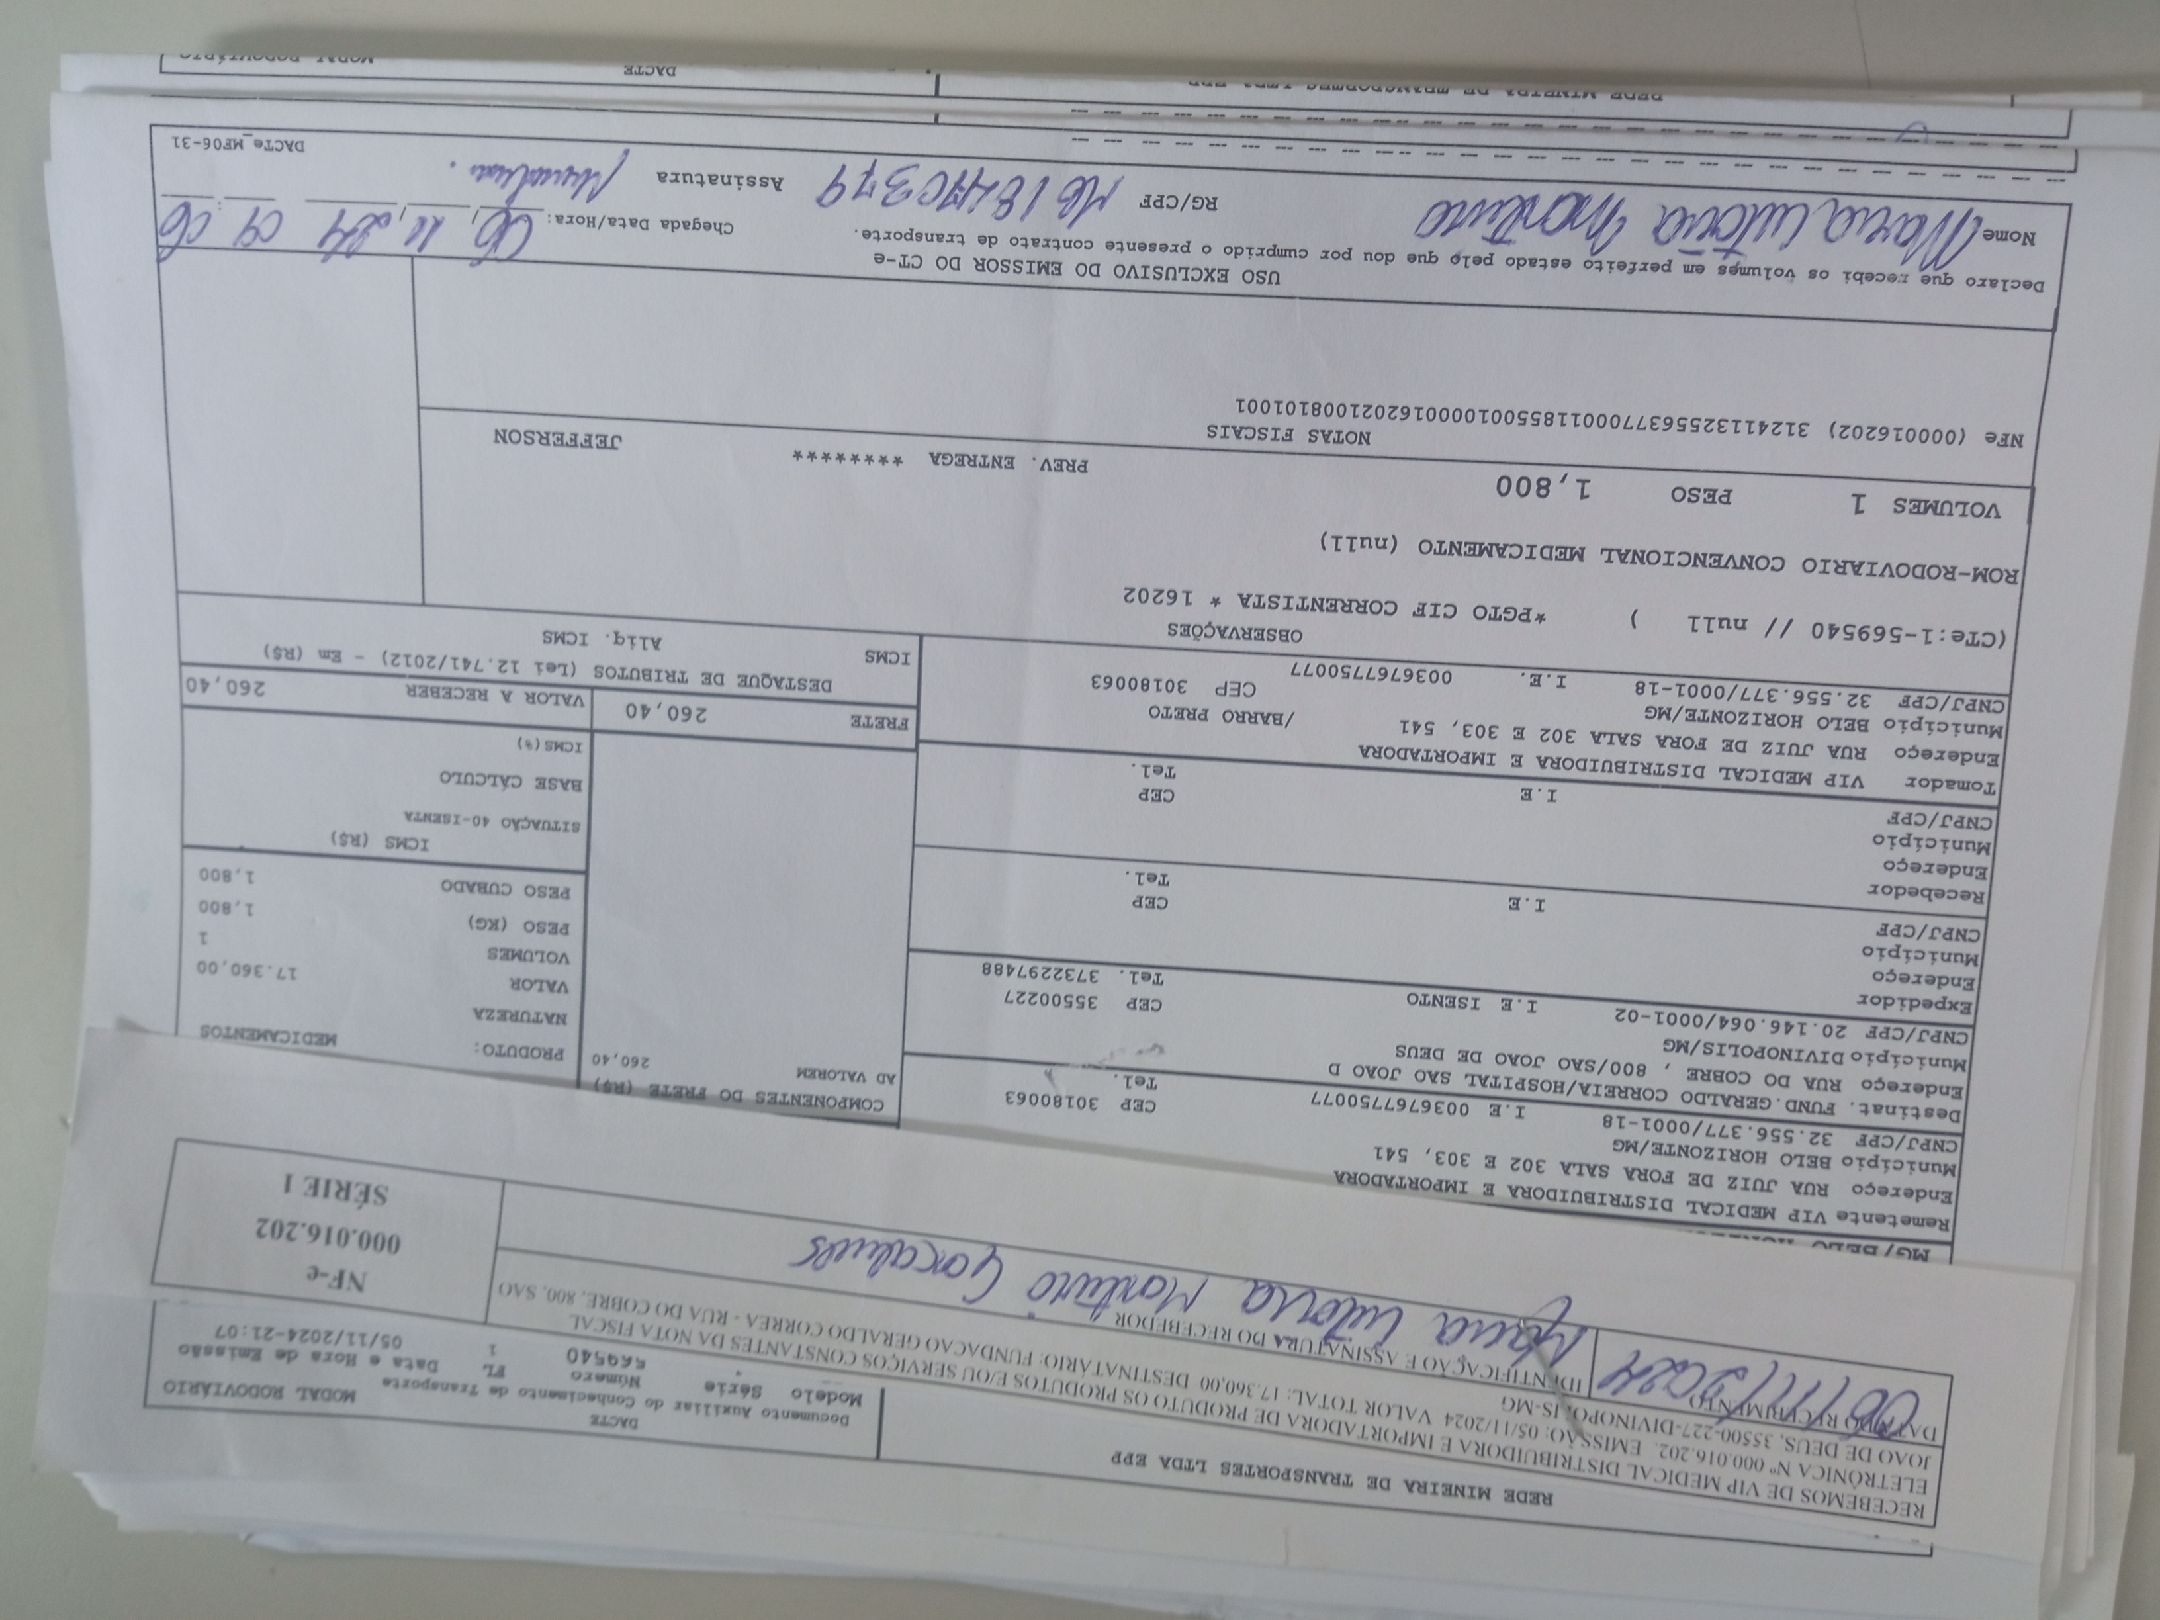 REDE MINEIRA DE TRANSPORTES LTDA EPP
DACTE
Documento Auxiliar do Conhecimento de Transporte MODAL RODOVIÁRIO
Modelo Série Número FL Data e Hora de Emissão
569540 1 05/11/2024-21:07
RECEBEMOS DE VIP MEDICAL DISTRIBUIDORA E IMPORTADORA OS PRODUTOS E/OU SERVIÇOS CONSTANTES DA NOTA FISCAL
ELETRÔNICA Nº 000.016.202. EMISSÃO: 05/11/2024 VALOR TOTAL: 17.360,00 DESTINATÁRIO: FUNDACAO GERALDO CORREA - RUA DO COBRE, 800, SAO
JOAO DE DEUS, 35500-227-DIVINOPOLIS-MG
DATA DO RECEBIMENTO
06/11/2024
IDENTIFICAÇÃO E ASSINATURA DO RECEBEDOR
Maria Martins Gonçalves
NF-e
000.016.202
SÉRIE 1
Remetente VIP MEDICAL DISTRIBUIDORA E IMPORTADORA
Endereço RUA JUIZ DE FORA SALA 302 E 303, 541
Município BELO HORIZONTE/MG CEP 30180063
CNPJ/CPF 32.556.377/0001-18 I.E 0036767750077 Tel.
Destinat. FUND.GERALDO CORREIA/HOSPITAL SAO JOAO D
Endereço RUA DO COBRE , 800/SAO JOAO DE DEUS
Município DIVINOPOLIS/MG CEP 35500227
CNPJ/CPF 20.146.064/0001-02 I.E ISENTO Tel. 3732297488
Expedidor
Endereço
Município CEP
CNPJ/CPF I.E Tel.
Recebedor
Endereço
Município CEP
CNPJ/CPF I.E Tel.
Tomador VIP MEDICAL DISTRIBUIDORA E IMPORTADORA
Endereço RUA JUIZ DE FORA SALA 302 E 303, 541 /BARRO PRETO
Município BELO HORIZONTE/MG CEP 30180063
CNPJ/CPF 32.556.377/0001-18 I.E. 0036767750077
COMPONENTES DO FRETE (R$)
AD VALOREM 260,40
FRETE 260,40
PRODUTO: MEDICAMENTOS
NATUREZA
VALOR 17.360,00
VOLUMES 1
PESO (KG) 1,800
PESO CUBADO 1,800
ICMS (R$)
SITUAÇÃO 40-ISENTA
BASE CÁLCULO
ICMS(%)
VALOR A RECEBER 260,40
DESTAQUE DE TRIBUTOS (Lei 12.741/2012) - Em (R$)
ICMS Aliq. ICMS
OBSERVAÇÕES
(CTe:1-569540 // null ) *PGTO CIF CORRENTISTA * 16202
ROM-RODOVIARIO CONVENCIONAL MEDICAMENTO (null)
VOLUMES 1 PESO 1,800 PREV. ENTREGA ******* JEFFERSON
NOTAS FISCAIS
NFe (000016202) 31241132556377000118550010000162021008101001
USO EXCLUSIVO DO EMISSOR DO CT-e
Declaro que recebi os volumes em perfeito estado pelo que dou por cumprido o presente contrato de transporte.
Chegada Data/Hora: 06 11 24 09 06
Nome Maria Martins RG/CPF MG18470379 Assinatura
DACTe_MF06-31
REDE MINEIRA DE TRANSPORTES LTDA EPP
DACTE
MODAL RODOVIÁRIO